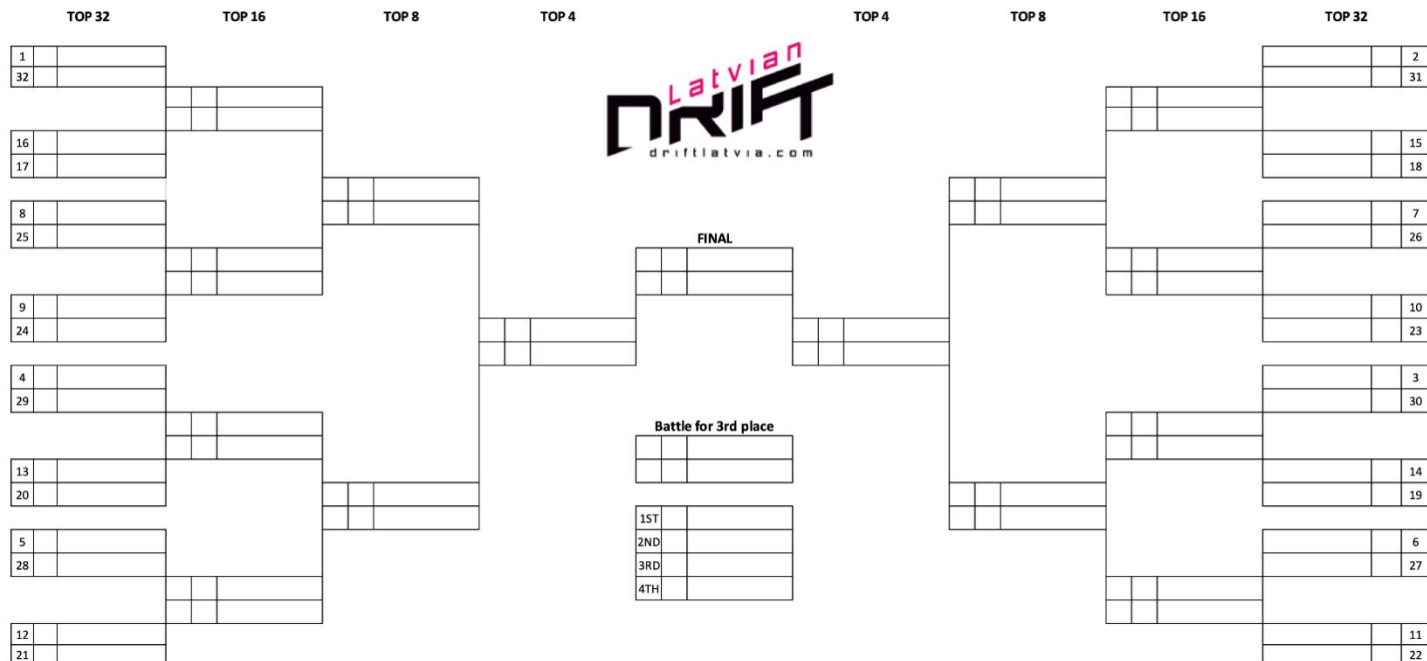 TOP 32 TOP 16 TOP 8 TOP 4 TOP 4 TOP 8 TOP 16 TOP 32
Latvian
DRIFT
driftlatvia.com
1 2
32 31
16 15
17 18
8 7
25 26
FINAL
9 10
24 23
4 3
29 30
Battle for 3rd place
13 14
20 19
1ST
5 2ND 6
28 3RD 27
4TH
12 11
21 22